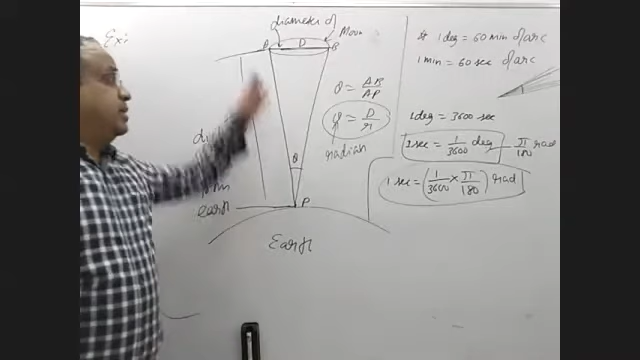 Ex:
diameter of
Moon
A D B
θ = AB/AP
θ = D/r
radian
θ
P
earth
Earth
1 deg = 60 min of arc
1 min = 60 sec of arc
1 deg = 3600 sec
1 sec = 1/3600 deg
π/180 rad
1 sec = (1/3600 × π/180) rad